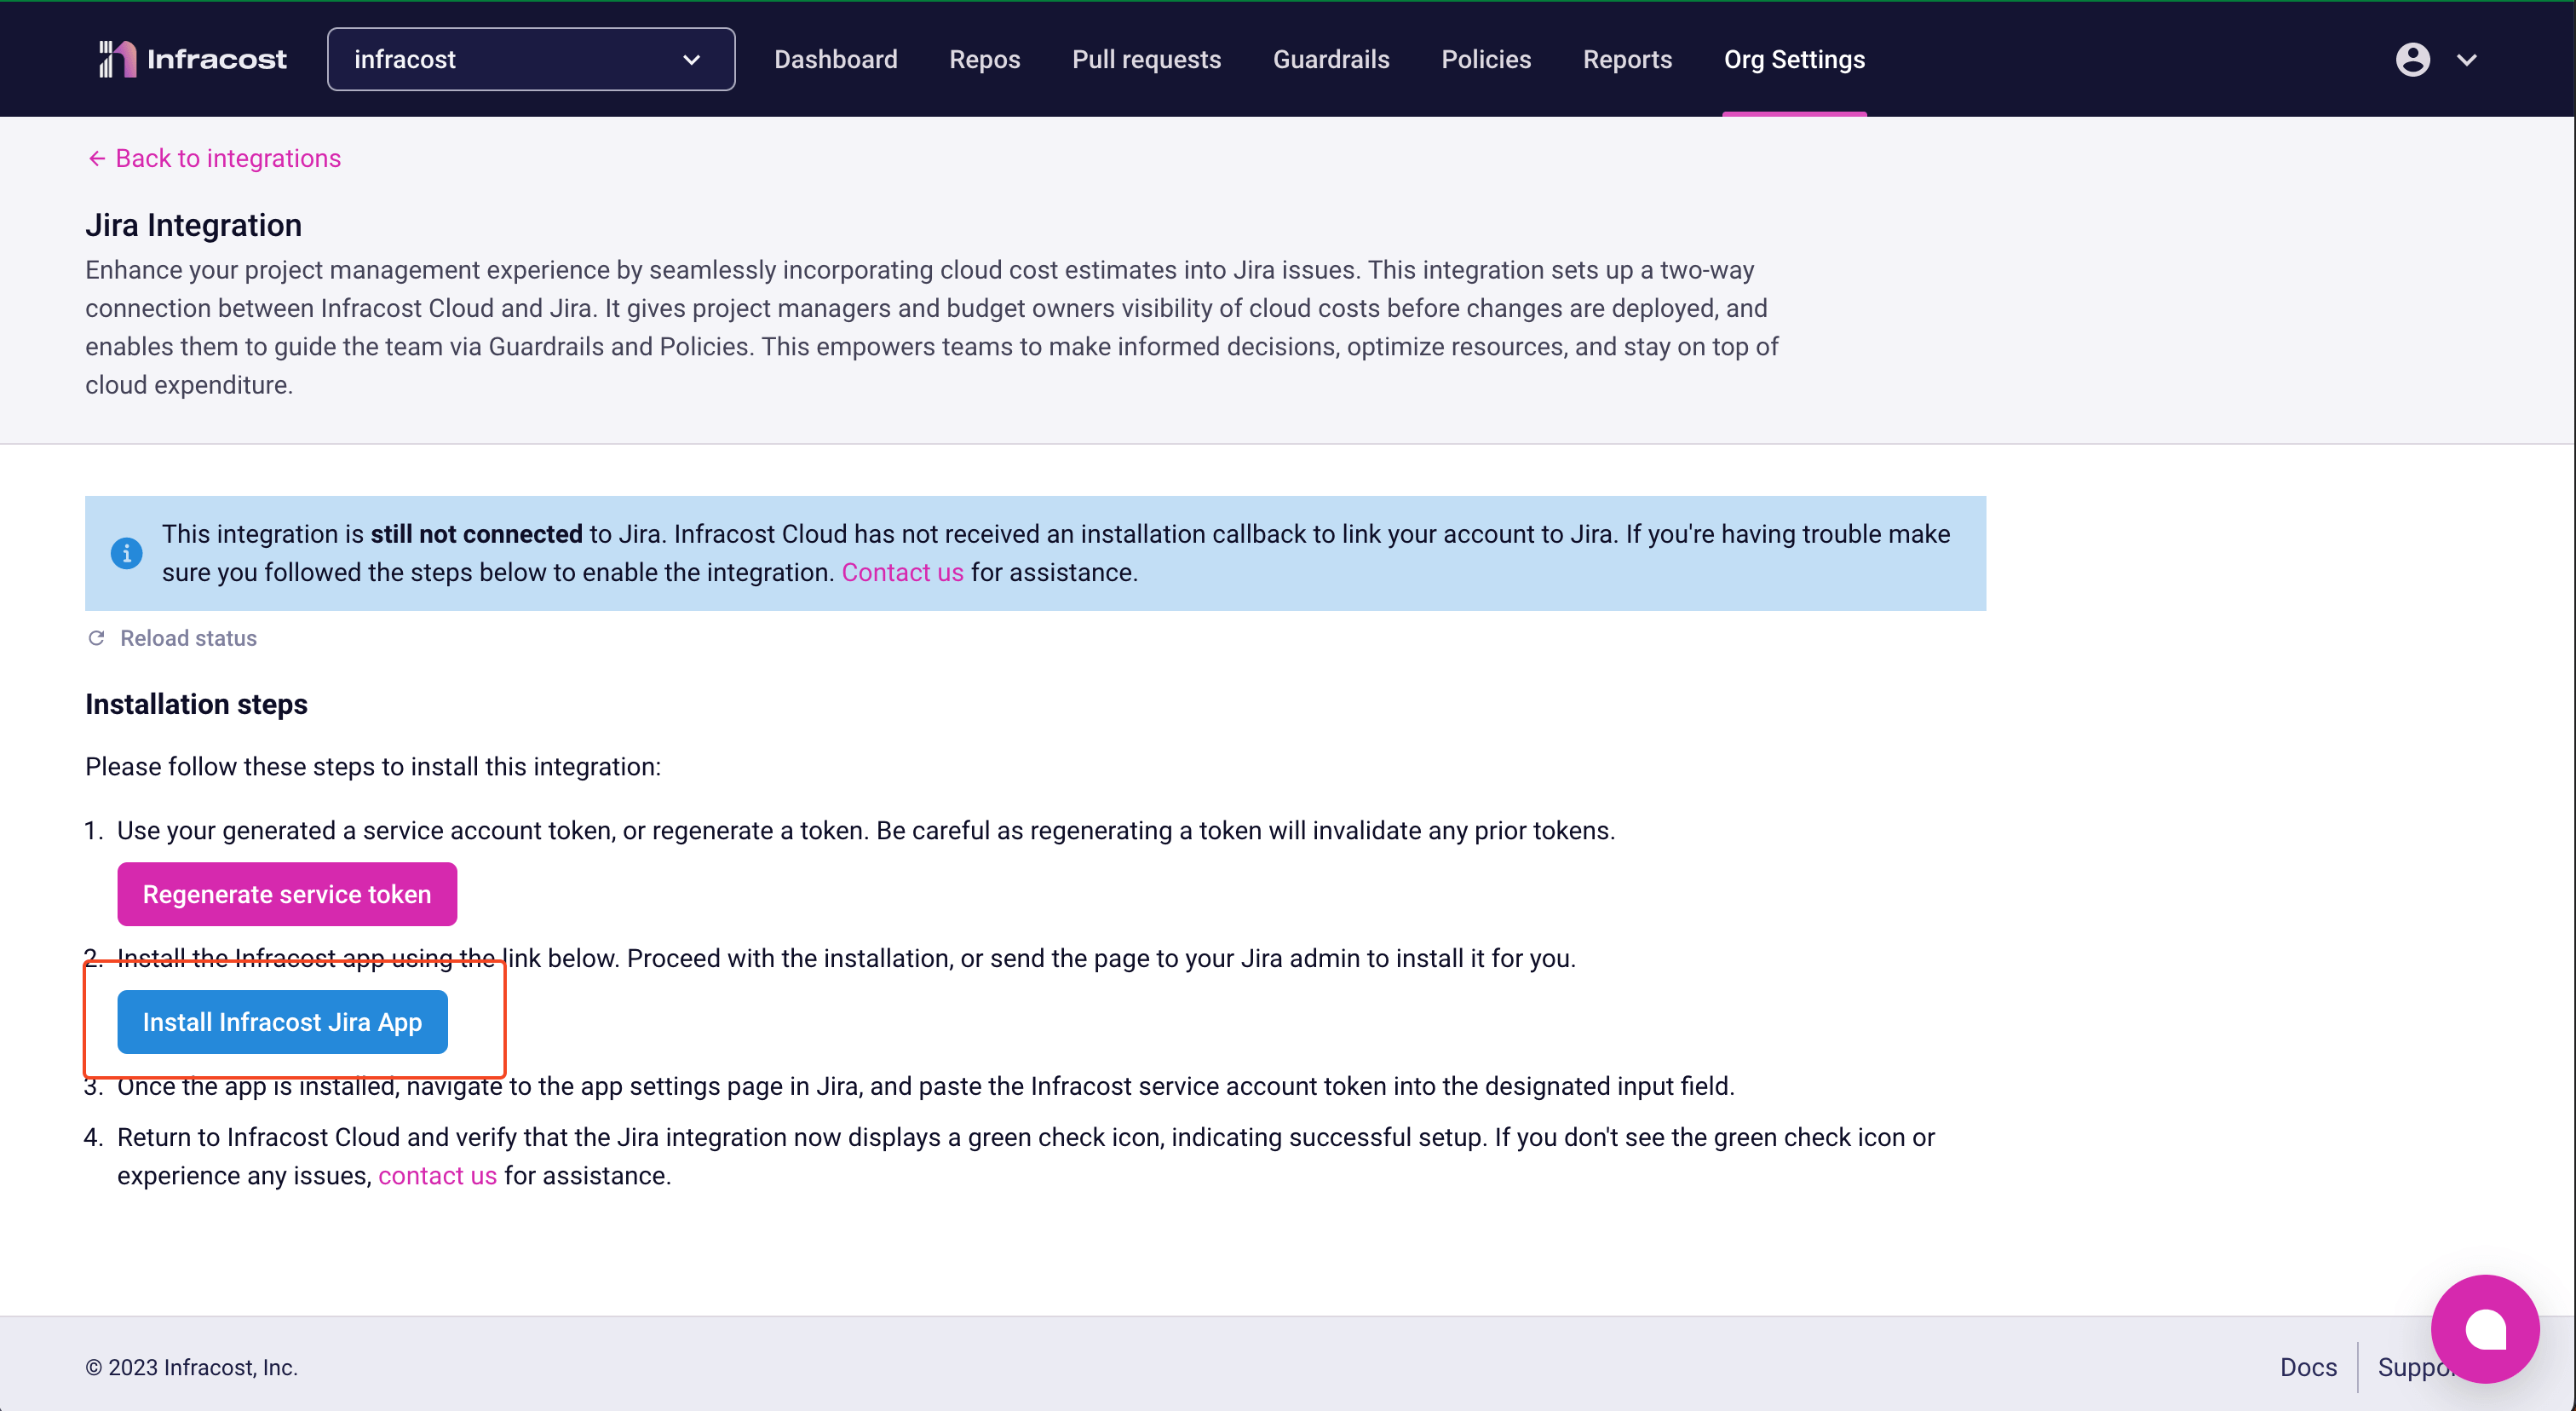 Infracost
infracost
Dashboard
Repos
Pull requests
Guardrails
Policies
Reports
Org Settings
← Back to integrations
Jira Integration
Enhance your project management experience by seamlessly incorporating cloud cost estimates into Jira issues. This integration sets up a two-way
connection between Infracost Cloud and Jira. It gives project managers and budget owners visibility of cloud costs before changes are deployed, and
enables them to guide the team via Guardrails and Policies. This empowers teams to make informed decisions, optimize resources, and stay on top of
cloud expenditure.
This integration is still not connected to Jira. Infracost Cloud has not received an installation callback to link your account to Jira. If you're having trouble make
sure you followed the steps below to enable the integration. Contact us for assistance.
Reload status
Installation steps
Please follow these steps to install this integration:
1. Use your generated a service account token, or regenerate a token. Be careful as regenerating a token will invalidate any prior tokens.
Regenerate service token
2. Install the Infracost app using the link below. Proceed with the installation, or send the page to your Jira admin to install it for you.
Install Infracost Jira App
3. Once the app is installed, navigate to the app settings page in Jira, and paste the Infracost service account token into the designated input field.
4. Return to Infracost Cloud and verify that the Jira integration now displays a green check icon, indicating successful setup. If you don't see the green check icon or
experience any issues, contact us for assistance.
© 2023 Infracost, Inc.
Docs